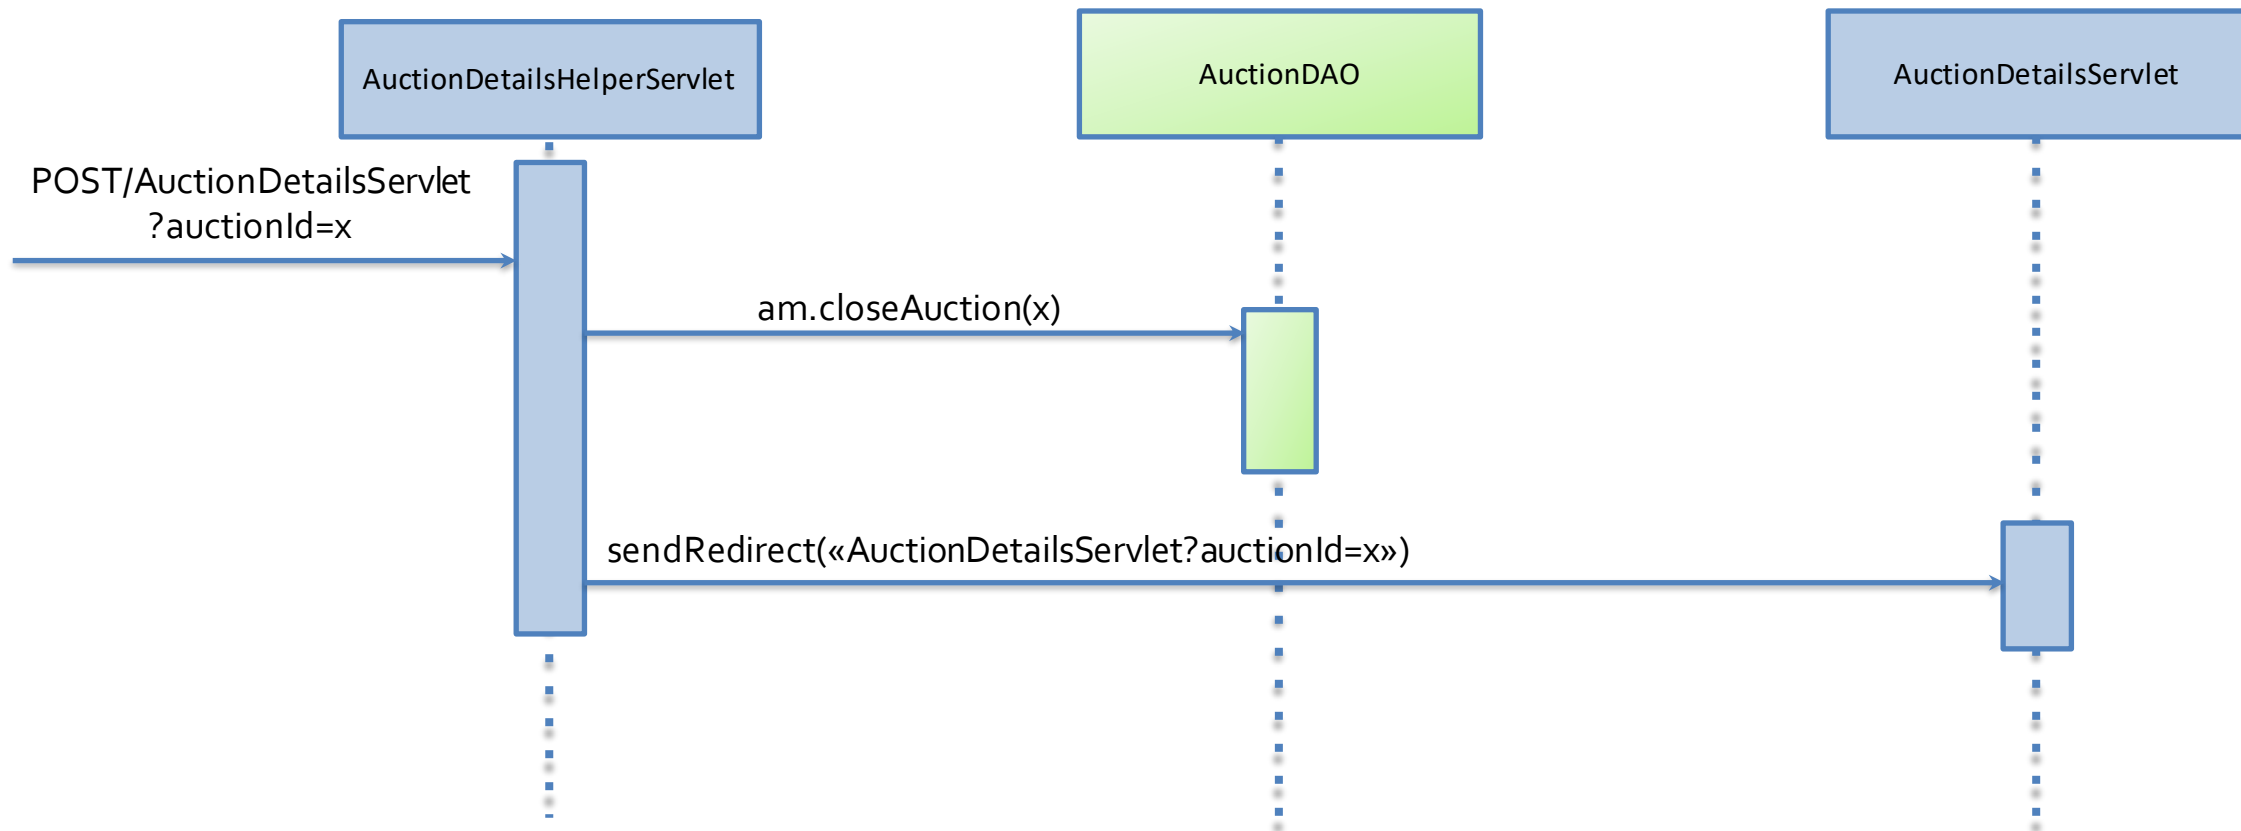 AuctionDetailsHelperServlet
AuctionDAO
AuctionDetailsServlet
POST/AuctionDetailsServlet
?auctionId=x
am.closeAuction(x)
sendRedirect(«AuctionDetailsServlet?auctionId=x»)